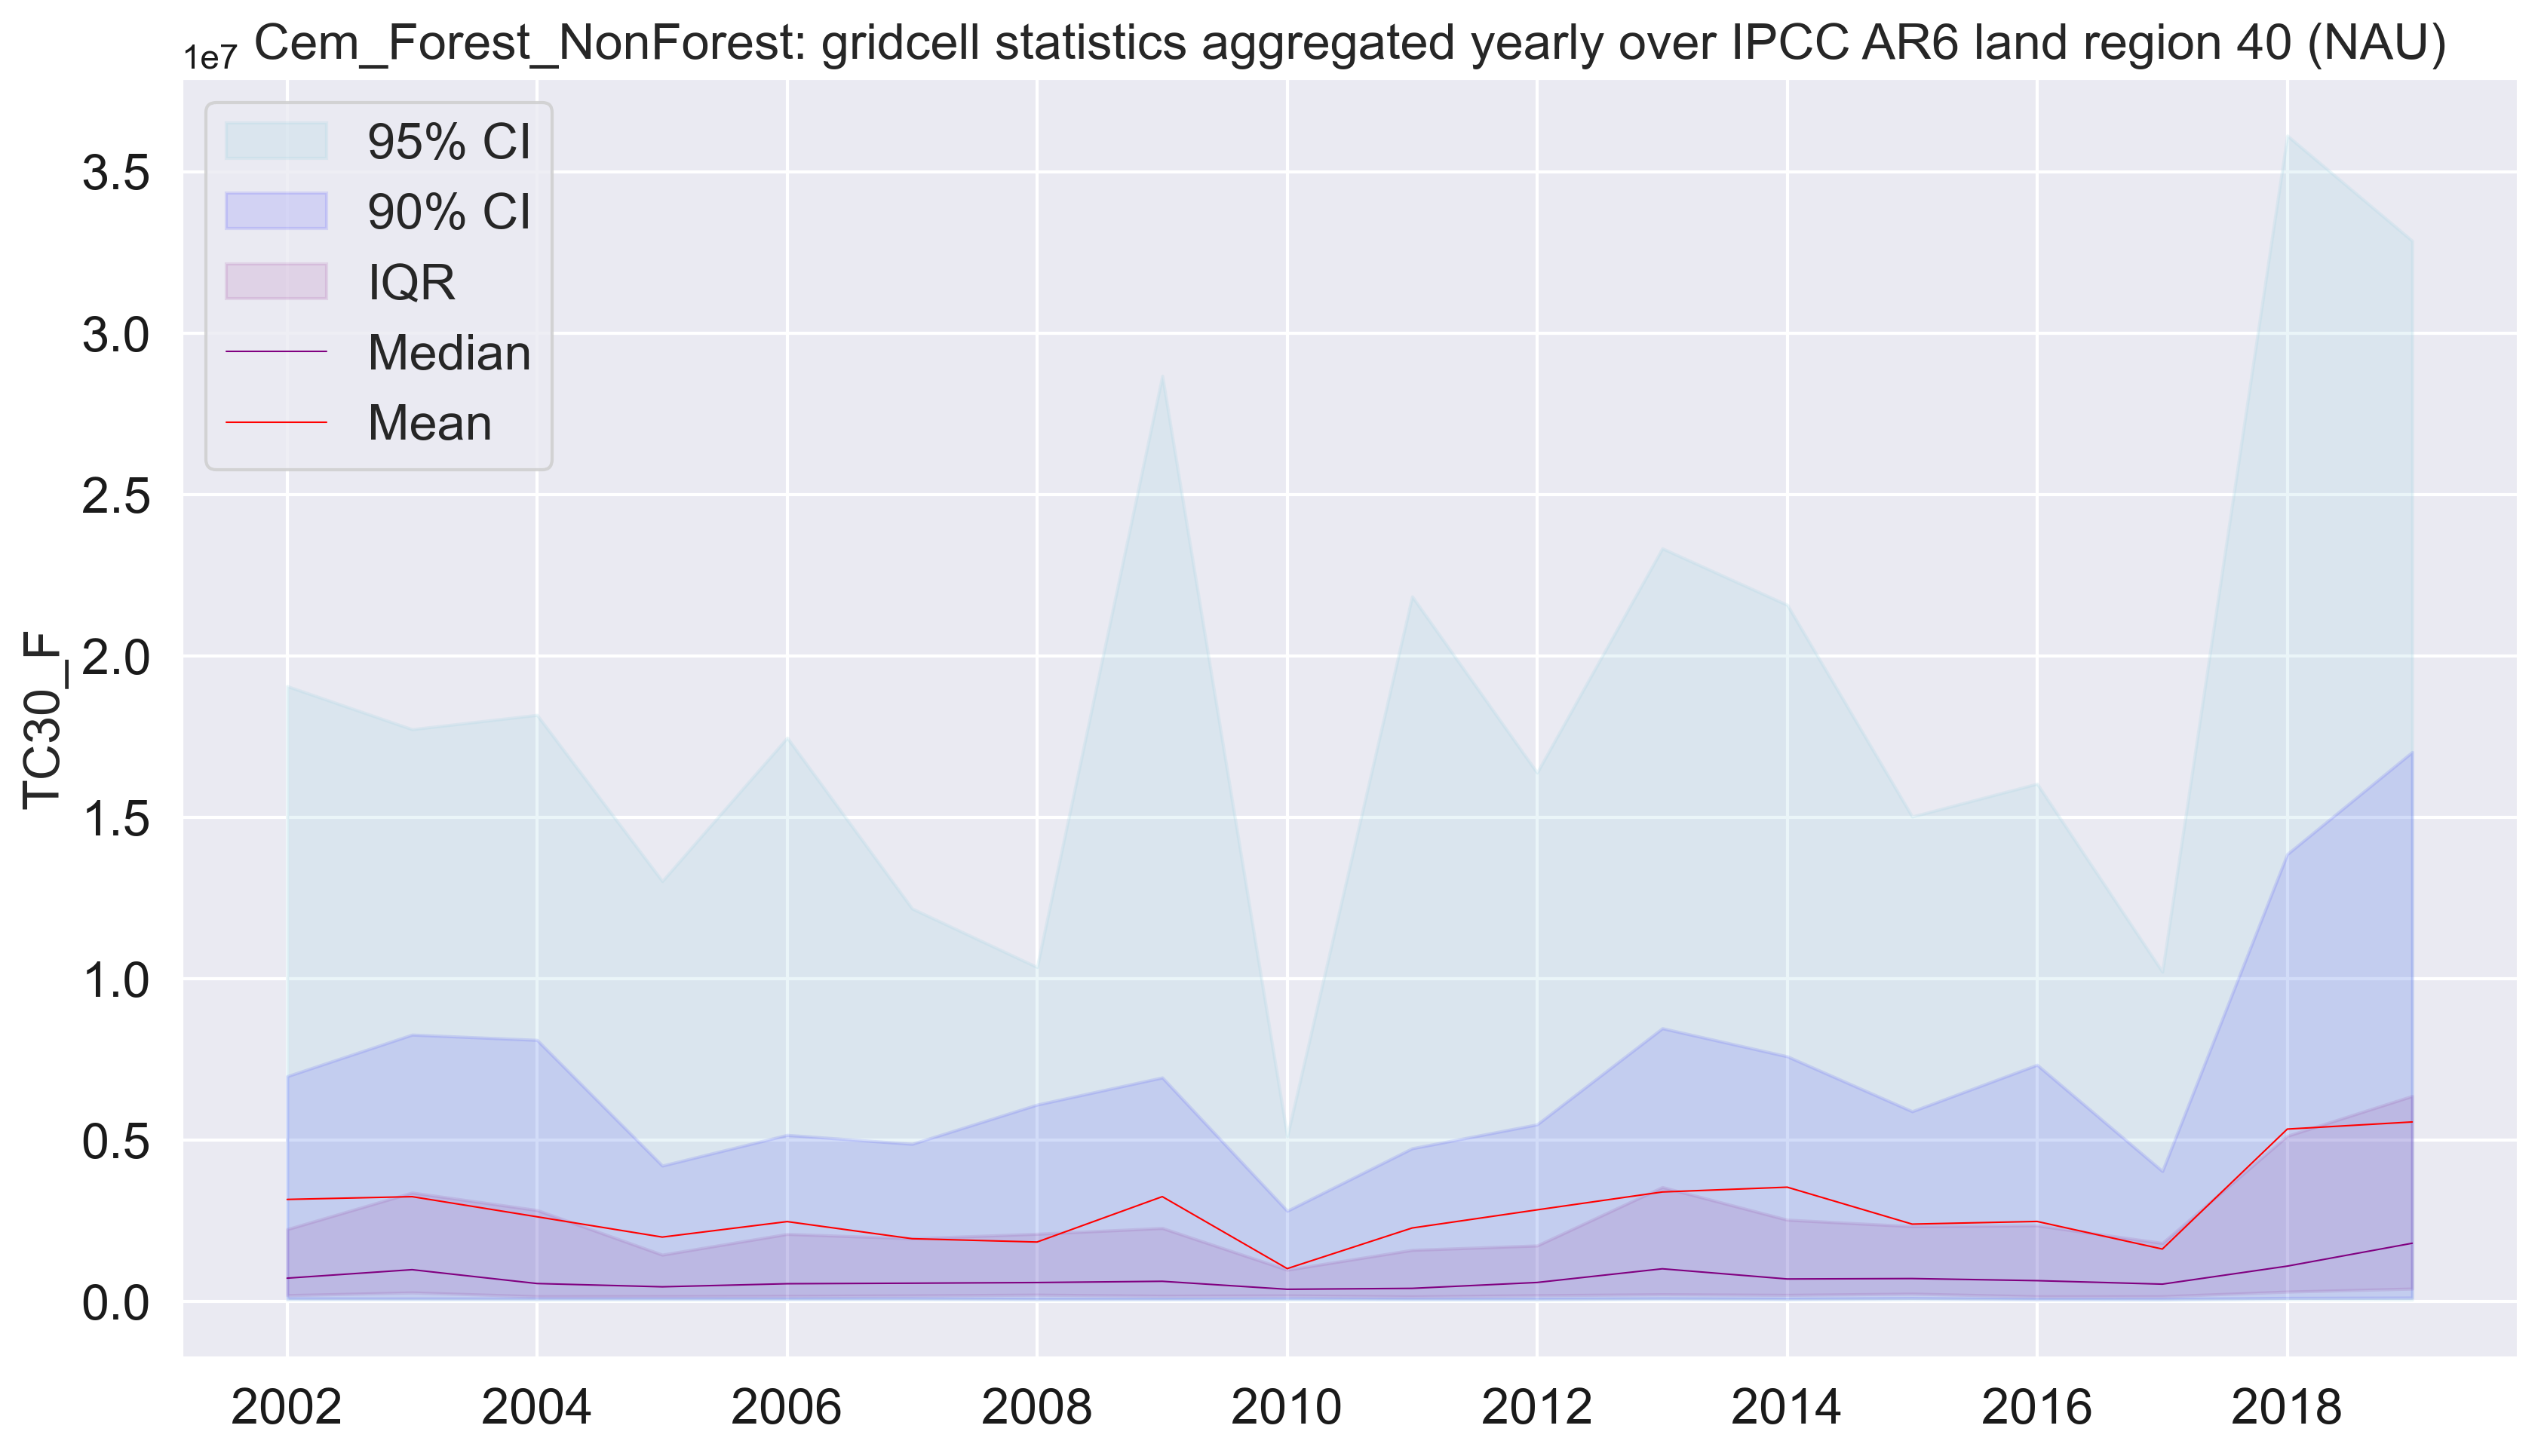 Cem_Forest_NonForest: gridcell statistics aggregated yearly over IPCC AR6 land region 40 (NAU)
1e7
95% CI
90% CI
IQR
Median
Mean
3.5
3.0
2.5
2.0
1.5
1.0
0.5
0.0
TC30_F
2002 2004 2006 2008 2010 2012 2014 2016 2018